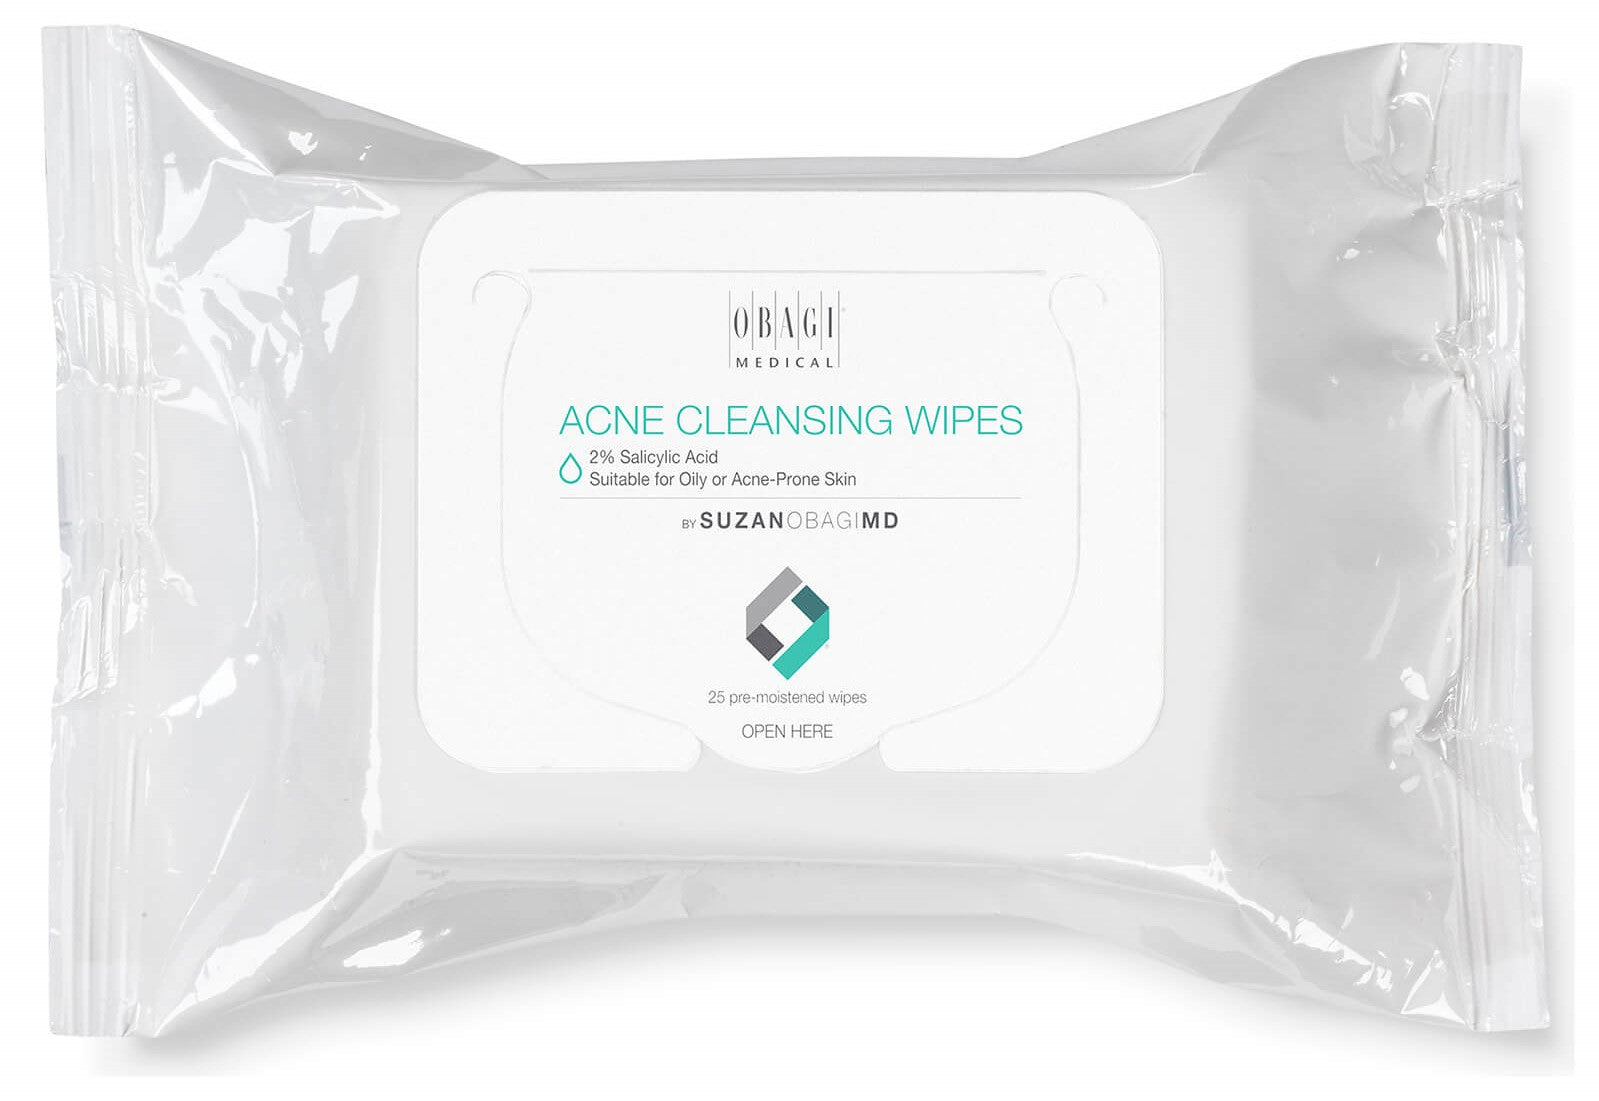 OBAGI®
MEDICAL
ACNE CLEANSING WIPES
2% Salicylic Acid
Suitable for Oily or Acne-Prone Skin
BY SUZANOBAGIMD
25 pre-moistened wipes
OPEN HERE